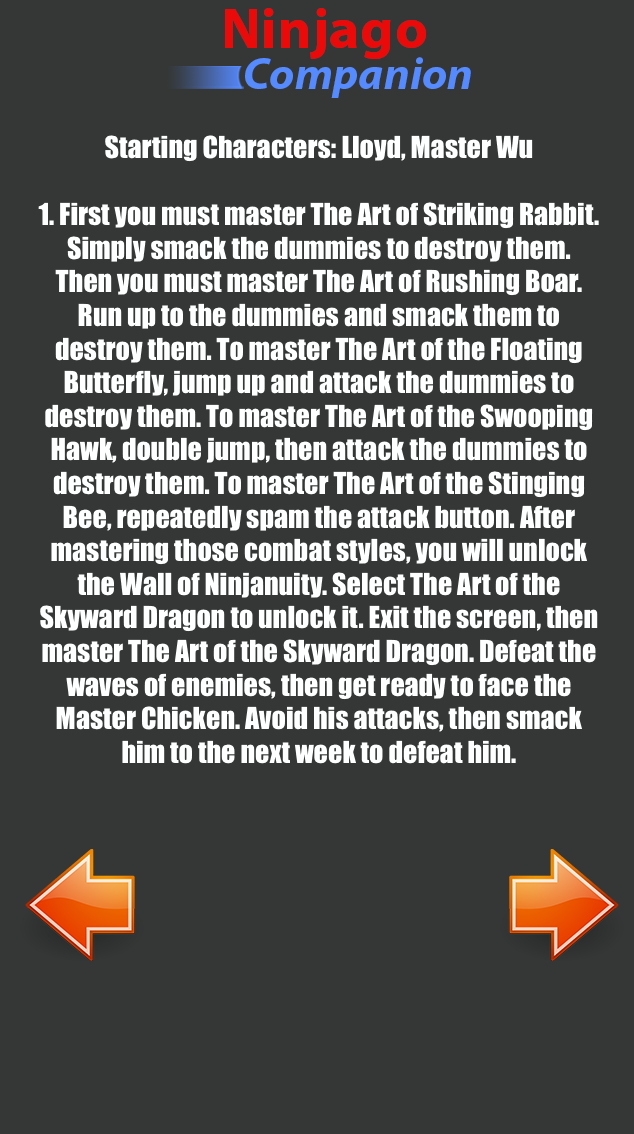 Ninjago
Companion
Starting Characters: Lloyd, Master Wu
1. First you must master The Art of Striking Rabbit.
Simply smack the dummies to destroy them.
Then you must master The Art of Rushing Boar.
Run up to the dummies and smack them to
destroy them. To master The Art of the Floating
Butterfly, jump up and attack the dummies to
destroy them. To master The Art of the Swooping
Hawk, double jump, then attack the dummies to
destroy them. To master The Art of the Stinging
Bee, repeatedly spam the attack button. After
mastering those combat styles, you will unlock
the Wall of Ninjanuity. Select The Art of the
Skyward Dragon to unlock it. Exit the screen, then
master The Art of the Skyward Dragon. Defeat the
waves of enemies, then get ready to face the
Master Chicken. Avoid his attacks, then smack
him to the next week to defeat him.